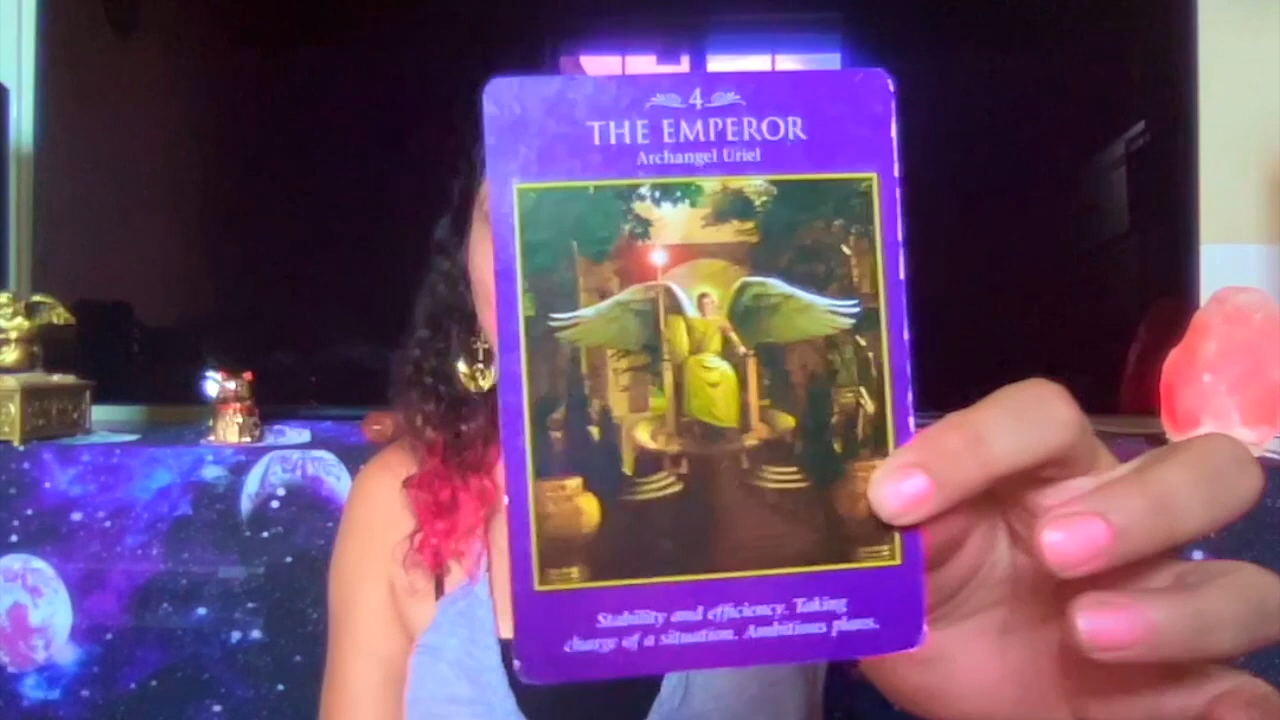 4
THE EMPEROR
Archangel Uriel
Stability and efficiency. Taking
charge of a situation. Ambitious plans.